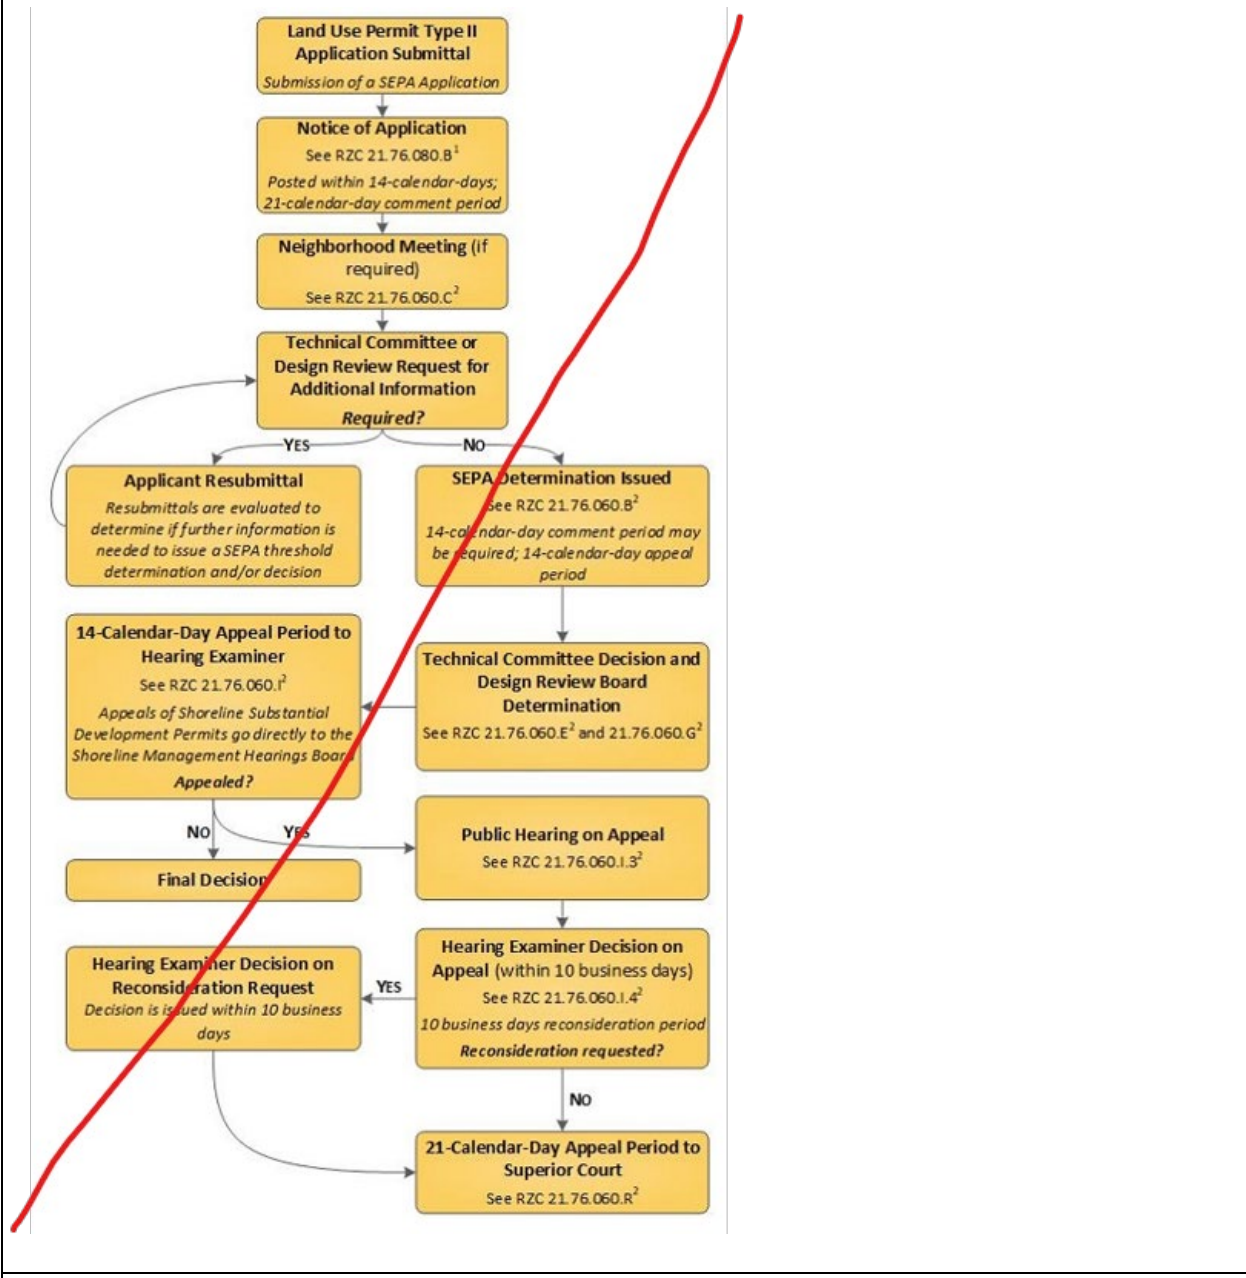 Land Use Permit Type II
Application Submittal
Submission of a SEPA Application
Notice of Application
See RZC 21.76.080.B1
Posted within 14-calendar-days;
21-calendar-day comment period
Neighborhood Meeting (if
required)
See RZC 21.76.060.C2
Technical Committee or
Design Review Request for
Additional Information
Required?
YES
NO
Applicant Resubmittal
Resubmittals are evaluated to
determine if further information is
needed to issue a SEPA threshold
determination and/or decision
SEPA Determination Issued
See RZC 21.76.060.B2
14-calendar-day comment period may
be required; 14-calendar-day appeal
period
14-Calendar-Day Appeal Period to
Hearing Examiner
See RZC 21.76.060.I2
Appeals of Shoreline Substantial
Development Permits go directly to the
Shoreline Management Hearings Board
Appealed?
Technical Committee Decision and
Design Review Board
Determination
See RZC 21.76.060.E2 and 21.76.060.G2
NO
YES
Public Hearing on Appeal
See RZC 21.76.060.I.32
Final Decision
Hearing Examiner Decision on
Appeal (within 10 business days)
See RZC 21.76.060.I.42
10 business days reconsideration period
Reconsideration requested?
YES
Hearing Examiner Decision on
Reconsideration Request
Decision is issued within 10 business
days
NO
21-Calendar-Day Appeal Period to
Superior Court
See RZC 21.76.060.R2